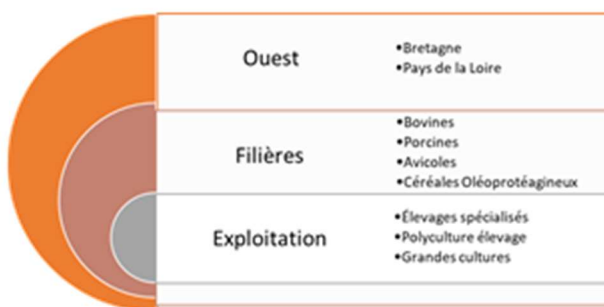 Ouest
•Bretagne
•Pays de la Loire
Filières
•Bovines
•Porcines
•Avicoles
•Céréales Oléoprotéagineux
Exploitation
•Élevages spécialisés
•Polyculture élevage
•Grandes cultures